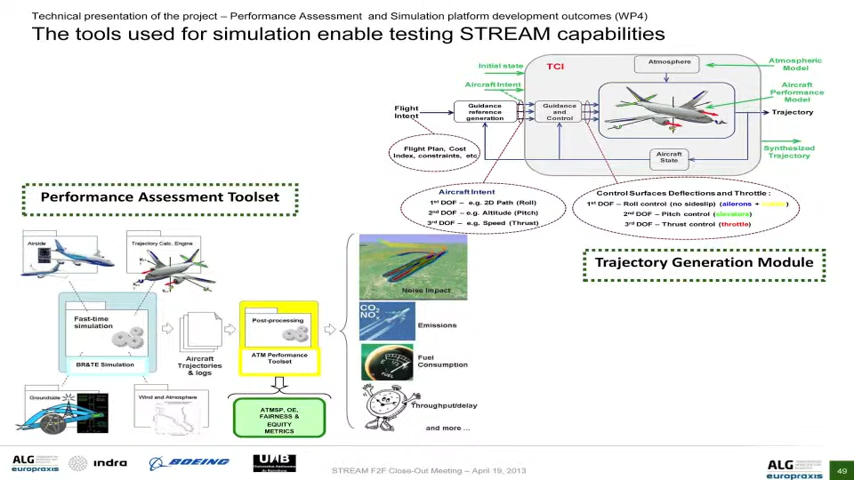 Technical presentation of the project – Performance Assessment and Simulation platform development outcomes (WP4)
The tools used for simulation enable testing STREAM capabilities
Initial state
TCI
Atmosphere
Atmospheric
Model
Aircraft Intent
Aircraft
Performance
Model
Flight
Intent
Guidance
reference
generation
Guidance
and
Control
Trajectory
Flight Plan, Cost
Index, constraints, etc
Aircraft
State
Synthesized
Trajectory
Aircraft Intent
1st DOF – e.g. 2D Path (Roll)
2nd DOF – e.g. Altitude (Pitch)
3rd DOF – e.g. Speed (Thrust)
Control Surfaces Deflections and Throttle :
1st DOF – Roll control (no sideslip) (ailerons +
2nd DOF – Pitch control (elevators)
3rd DOF – Thrust control (throttle)
Performance Assessment Toolset
Trajectory Generation Module
Airside
Trajectory Calc. Engine
Fast-time
simulation
BR&TE Simulation
Aircraft
Trajectories
& logs
Post-processing
ATM Performance
Toolset
Groundside
Wind and Atmosphere
ATMSP, OE,
FAIRNESS &
EQUITY
METRICS
Noise Impact
CO2
NOx
Emissions
FUEL
Fuel
Consumption
Throughput/delay
and more ...
ALG
europraxis
indra
BOEING
UAB
Universitat Autònoma
de Barcelona
STREAM F2F Close-Out Meeting – April 19, 2013
ALG
europraxis
49